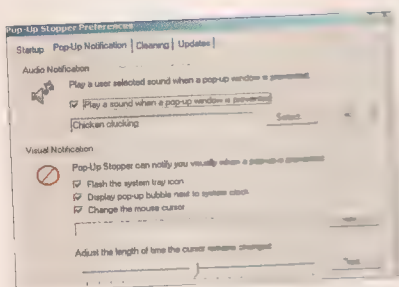 Pop-Up Stopper Preferences
Startup Pop-Up Notification Cleaning Updates
Audio Notification
Play a user selected sound when a pop-up window is prevented
Play a sound when a pop-up window is prevented
Chicken clucking
Select
Visual Notification
Pop-Up Stopper can notify you visually when a pop-up is prevented
Flash the system tray icon
Display pop-up bubble next to system clock
Change the mouse cursor
Adjust the length of time the cursor remains changed